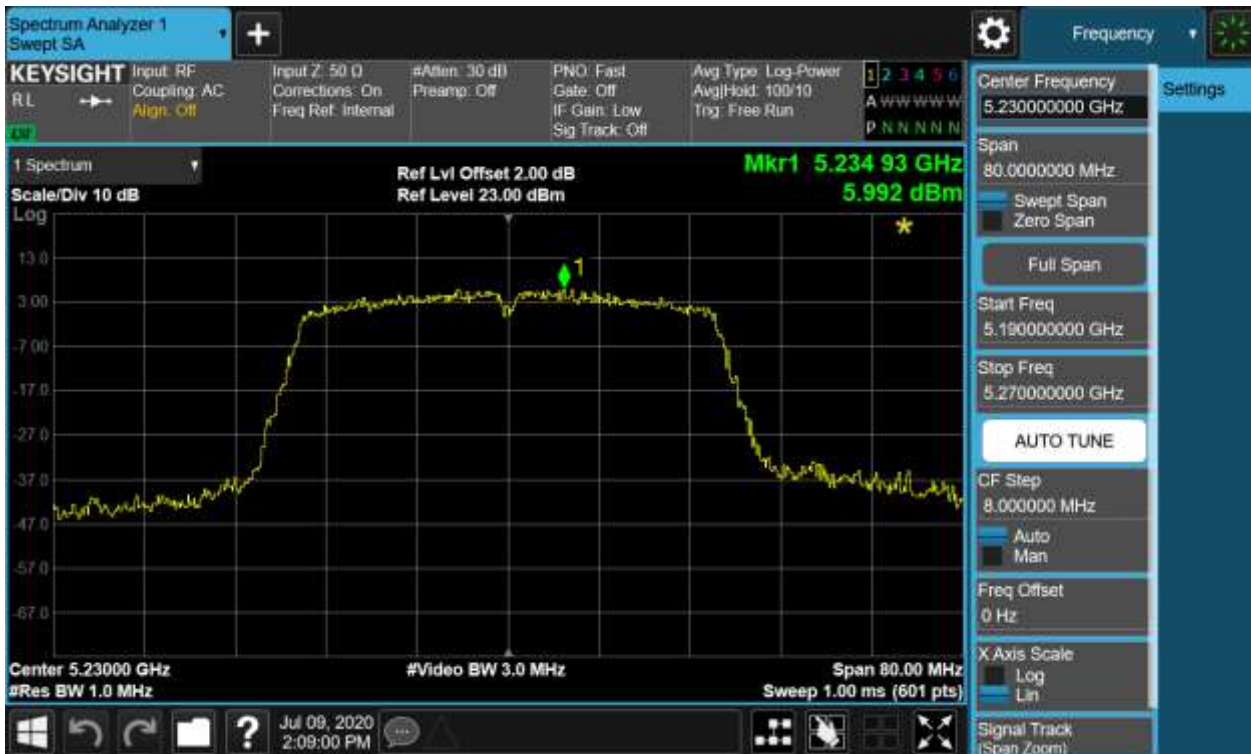 Spectrum Analyzer 1
Swept SA
Frequency
KEYSIGHT
RL
Input: RF
Coupling: AC
Align: Off
Input Z: 50 Ω
Corrections: On
Freq Ref: Internal
#Atten: 30 dB
Preamp: Off
PNO: Fast
Gate: Off
IF Gain: Low
Sig Track: Off
Avg Type: Log-Power
Avg|Hold: 100/10
Trig: Free Run
1 2 3 4 5 6
A W W W W W
P N N N N N
1 Spectrum
Scale/Div 10 dB
Log
Ref Lvl Offset 2.00 dB
Ref Level 23.00 dBm
Mkr1 5.234 93 GHz
5.992 dBm
1
13.0
3.00
-7.00
-17.0
-27.0
-37.0
-47.0
-57.0
-67.0
Center 5.23000 GHz
#Res BW 1.0 MHz
#Video BW 3.0 MHz
Span 80.00 MHz
Sweep 1.00 ms (601 pts)
Jul 09, 2020
2:09:00 PM
Center Frequency
5.230000000 GHz
Settings
Span
80.0000000 MHz
Swept Span
Zero Span
Full Span
Start Freq
5.190000000 GHz
Stop Freq
5.270000000 GHz
AUTO TUNE
CF Step
8.000000 MHz
Auto
Man
Freq Offset
0 Hz
X Axis Scale
Log
Lin
Signal Track
(Span Zoom)